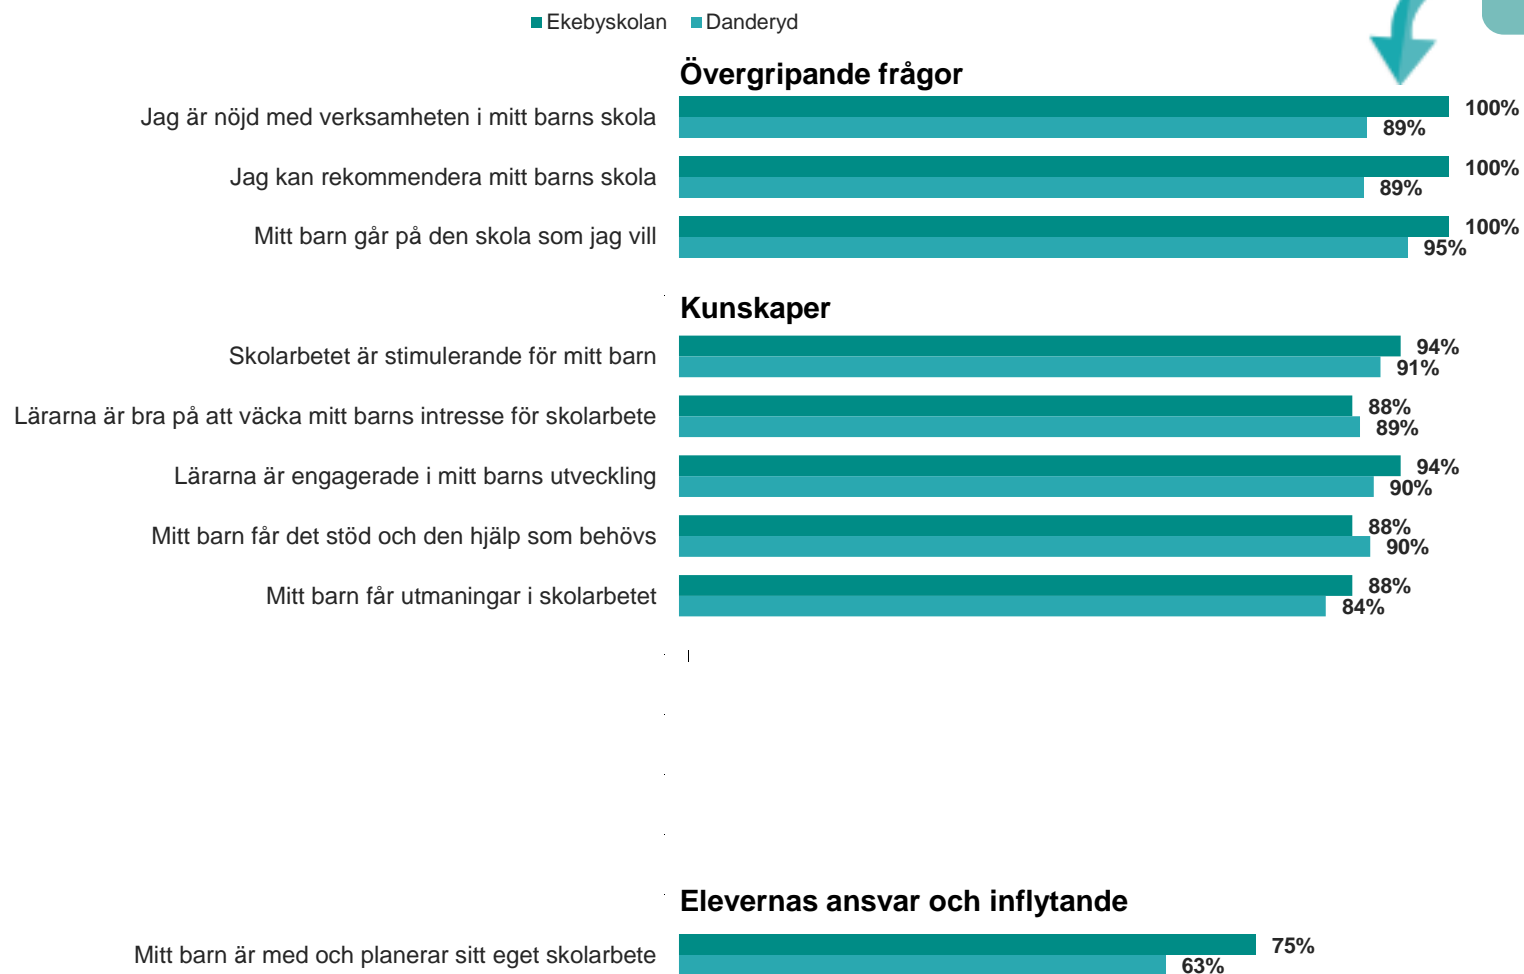 Ekebyskolan Danderyd
Övergripande frågor
Jag är nöjd med verksamheten i mitt barns skola 100%
89%
Jag kan rekommendera mitt barns skola 100%
89%
Mitt barn går på den skola som jag vill 100%
95%
Kunskaper
Skolarbetet är stimulerande för mitt barn 94%
91%
Lärarna är bra på att väcka mitt barns intresse för skolarbete 88%
89%
Lärarna är engagerade i mitt barns utveckling 94%
90%
Mitt barn får det stöd och den hjälp som behövs 88%
90%
Mitt barn får utmaningar i skolarbetet 88%
84%
Elevernas ansvar och inflytande
Mitt barn är med och planerar sitt eget skolarbete 75%
63%